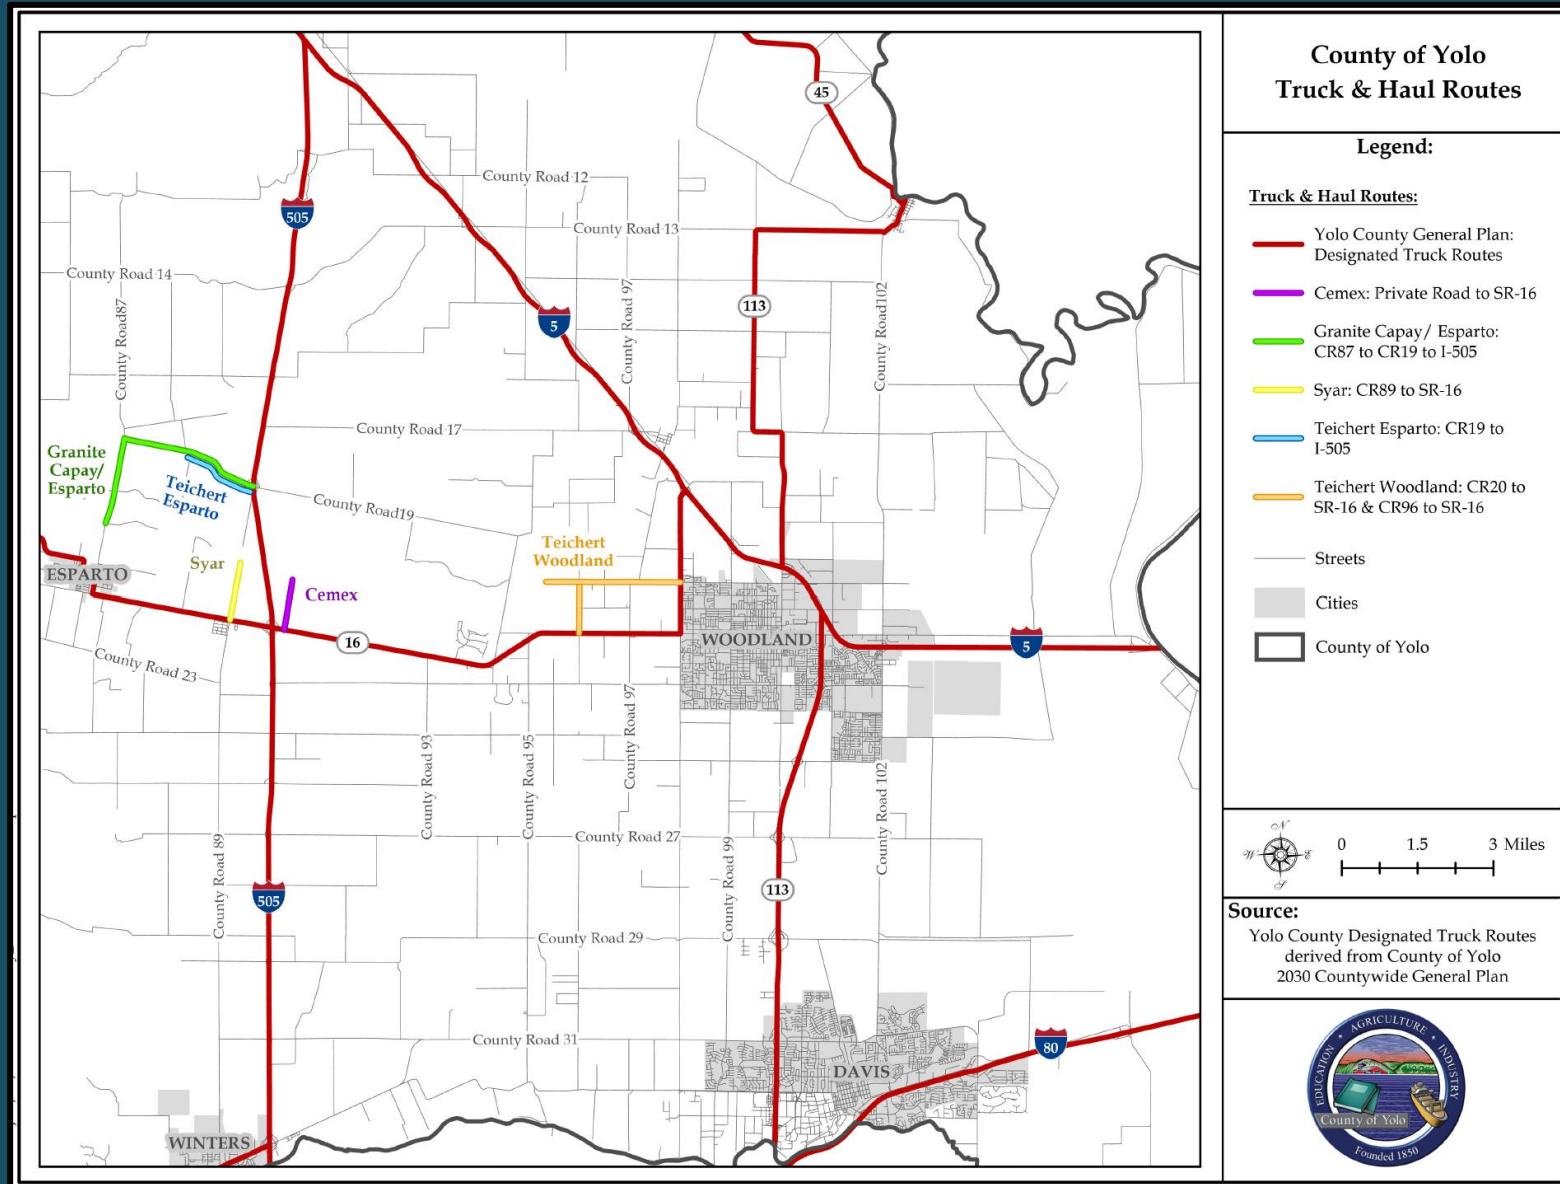 County of Yolo
Truck & Haul Routes
Legend:
Truck & Haul Routes:
Yolo County General Plan:
Designated Truck Routes
Cemex: Private Road to SR-16
Granite Capay/ Esparto:
CR87 to CR19 to I-505
Syar: CR89 to SR-16
Teichert Esparto: CR19 to
I-505
Teichert Woodland: CR20 to
SR-16 & CR96 to SR-16
Streets
Cities
County of Yolo
N
W
E
S
0 1.5 3 Miles
Source:
Yolo County Designated Truck Routes
derived from County of Yolo
2030 Countywide General Plan
EDUCATION * AGRICULTURE * INDUSTRY
County of Yolo
Founded 1850
45
County Road 12
505
County Road 13
County Road 14
County Road87
County Road 97
113
County Road102
5
County Road 17
Granite
Capay/
Esparto
Teichert
Esparto
County Road19
Teichert
Woodland
Syar
ESPARTO
Cemex
16
WOODLAND
5
County Road 23
County Road 93
County Road 95
County Road 97
County Road 102
County Road 27
County Road 89
County Road 99
505
113
County Road 29
County Road 31
80
DAVIS
WINTERS